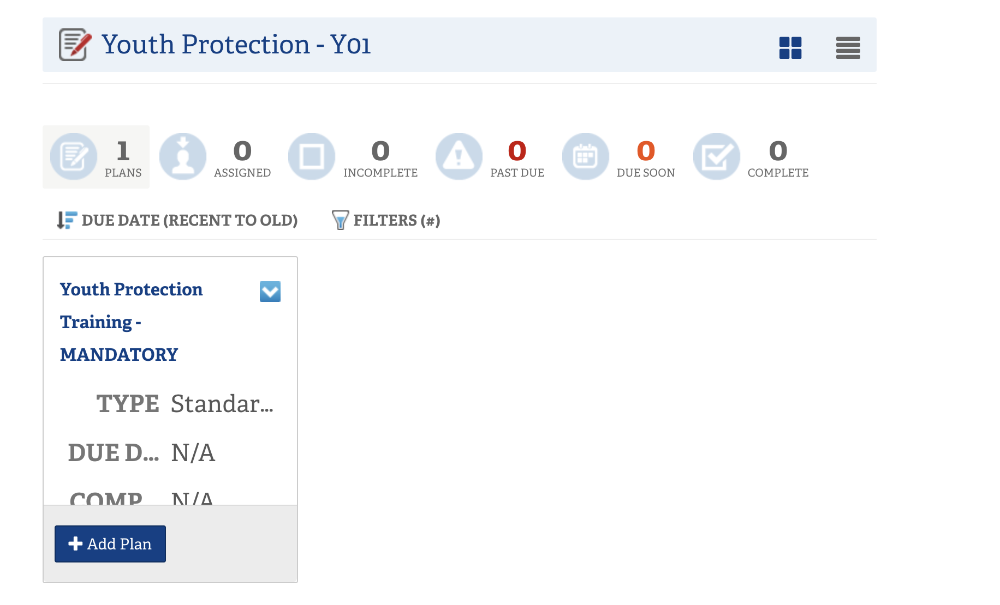 Youth Protection - Y01
1
PLANS
0
ASSIGNED
0
INCOMPLETE
0
PAST DUE
0
DUE SOON
0
COMPLETE
DUE DATE (RECENT TO OLD)
FILTERS (#)
Youth Protection
Training -
MANDATORY
TYPE Standar...
DUE D... N/A
COMP... N/A
Add Plan